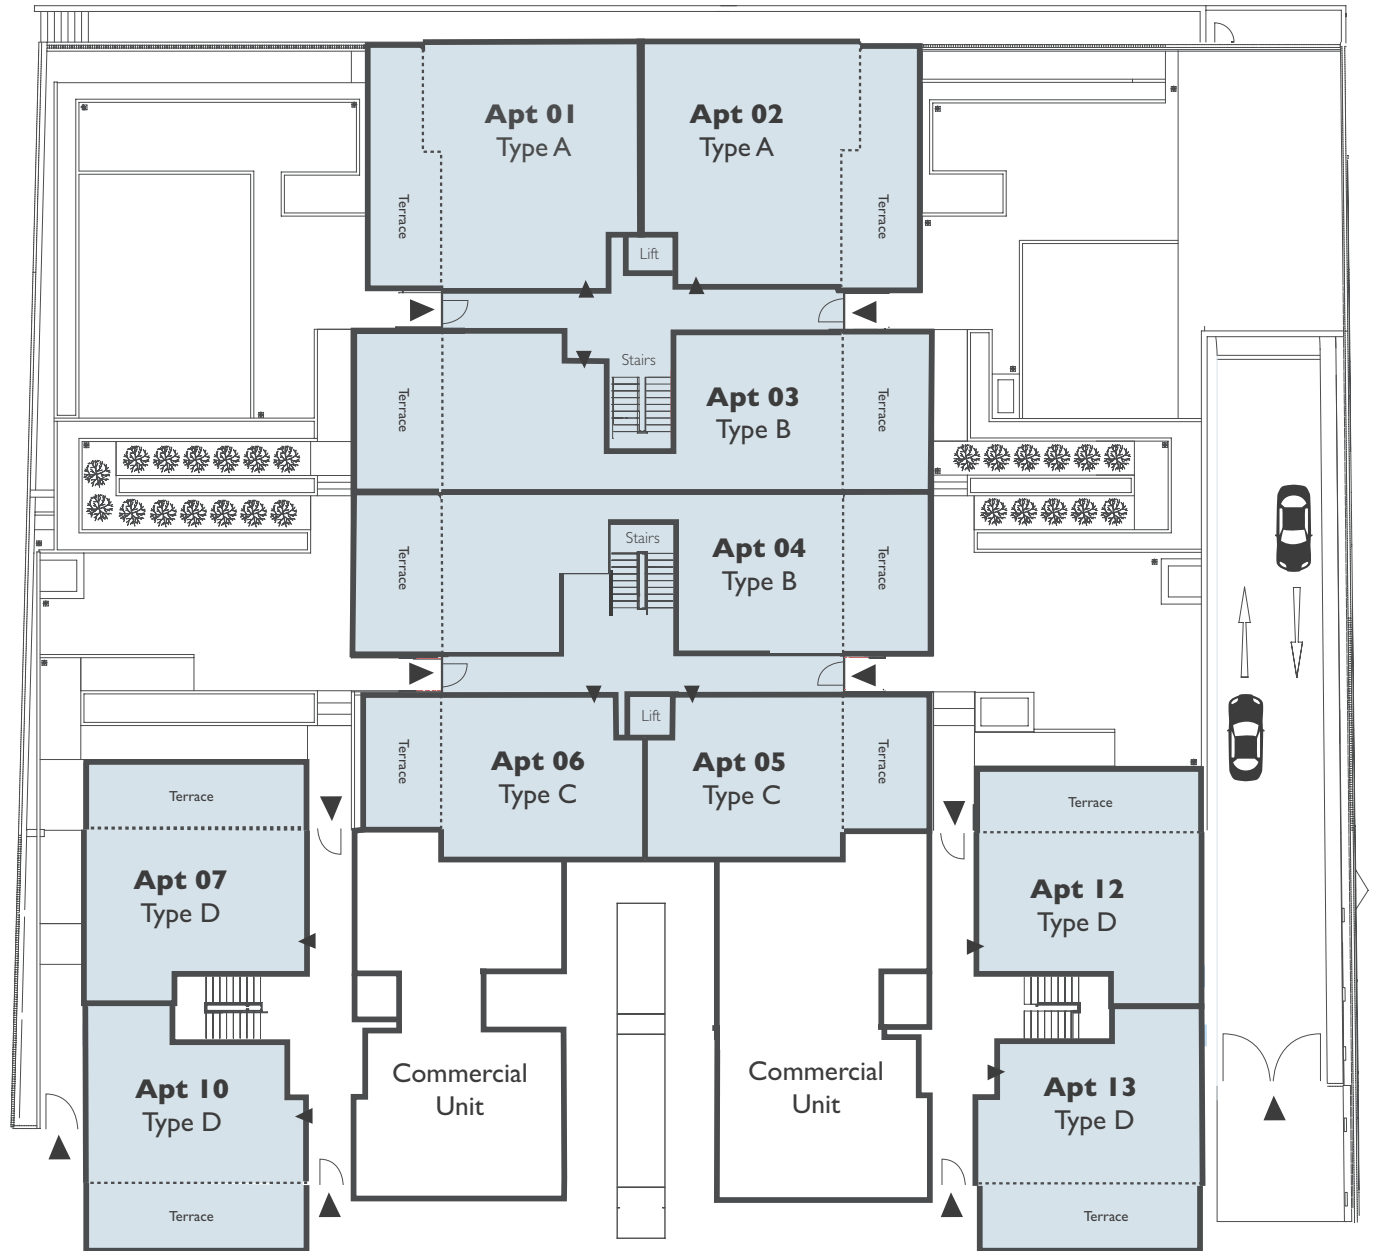 Apt 01
Type A
Apt 02
Type A
Terrace
Terrace
Lift
Stairs
Terrace
Apt 03
Type B
Terrace
Stairs
Terrace
Apt 04
Type B
Terrace
Lift
Terrace
Apt 06
Type C
Apt 05
Type C
Terrace
Terrace
Apt 07
Type D
Terrace
Apt 12
Type D
Commercial
Unit
Commercial
Unit
Apt 10
Type D
Terrace
Apt 13
Type D
Terrace